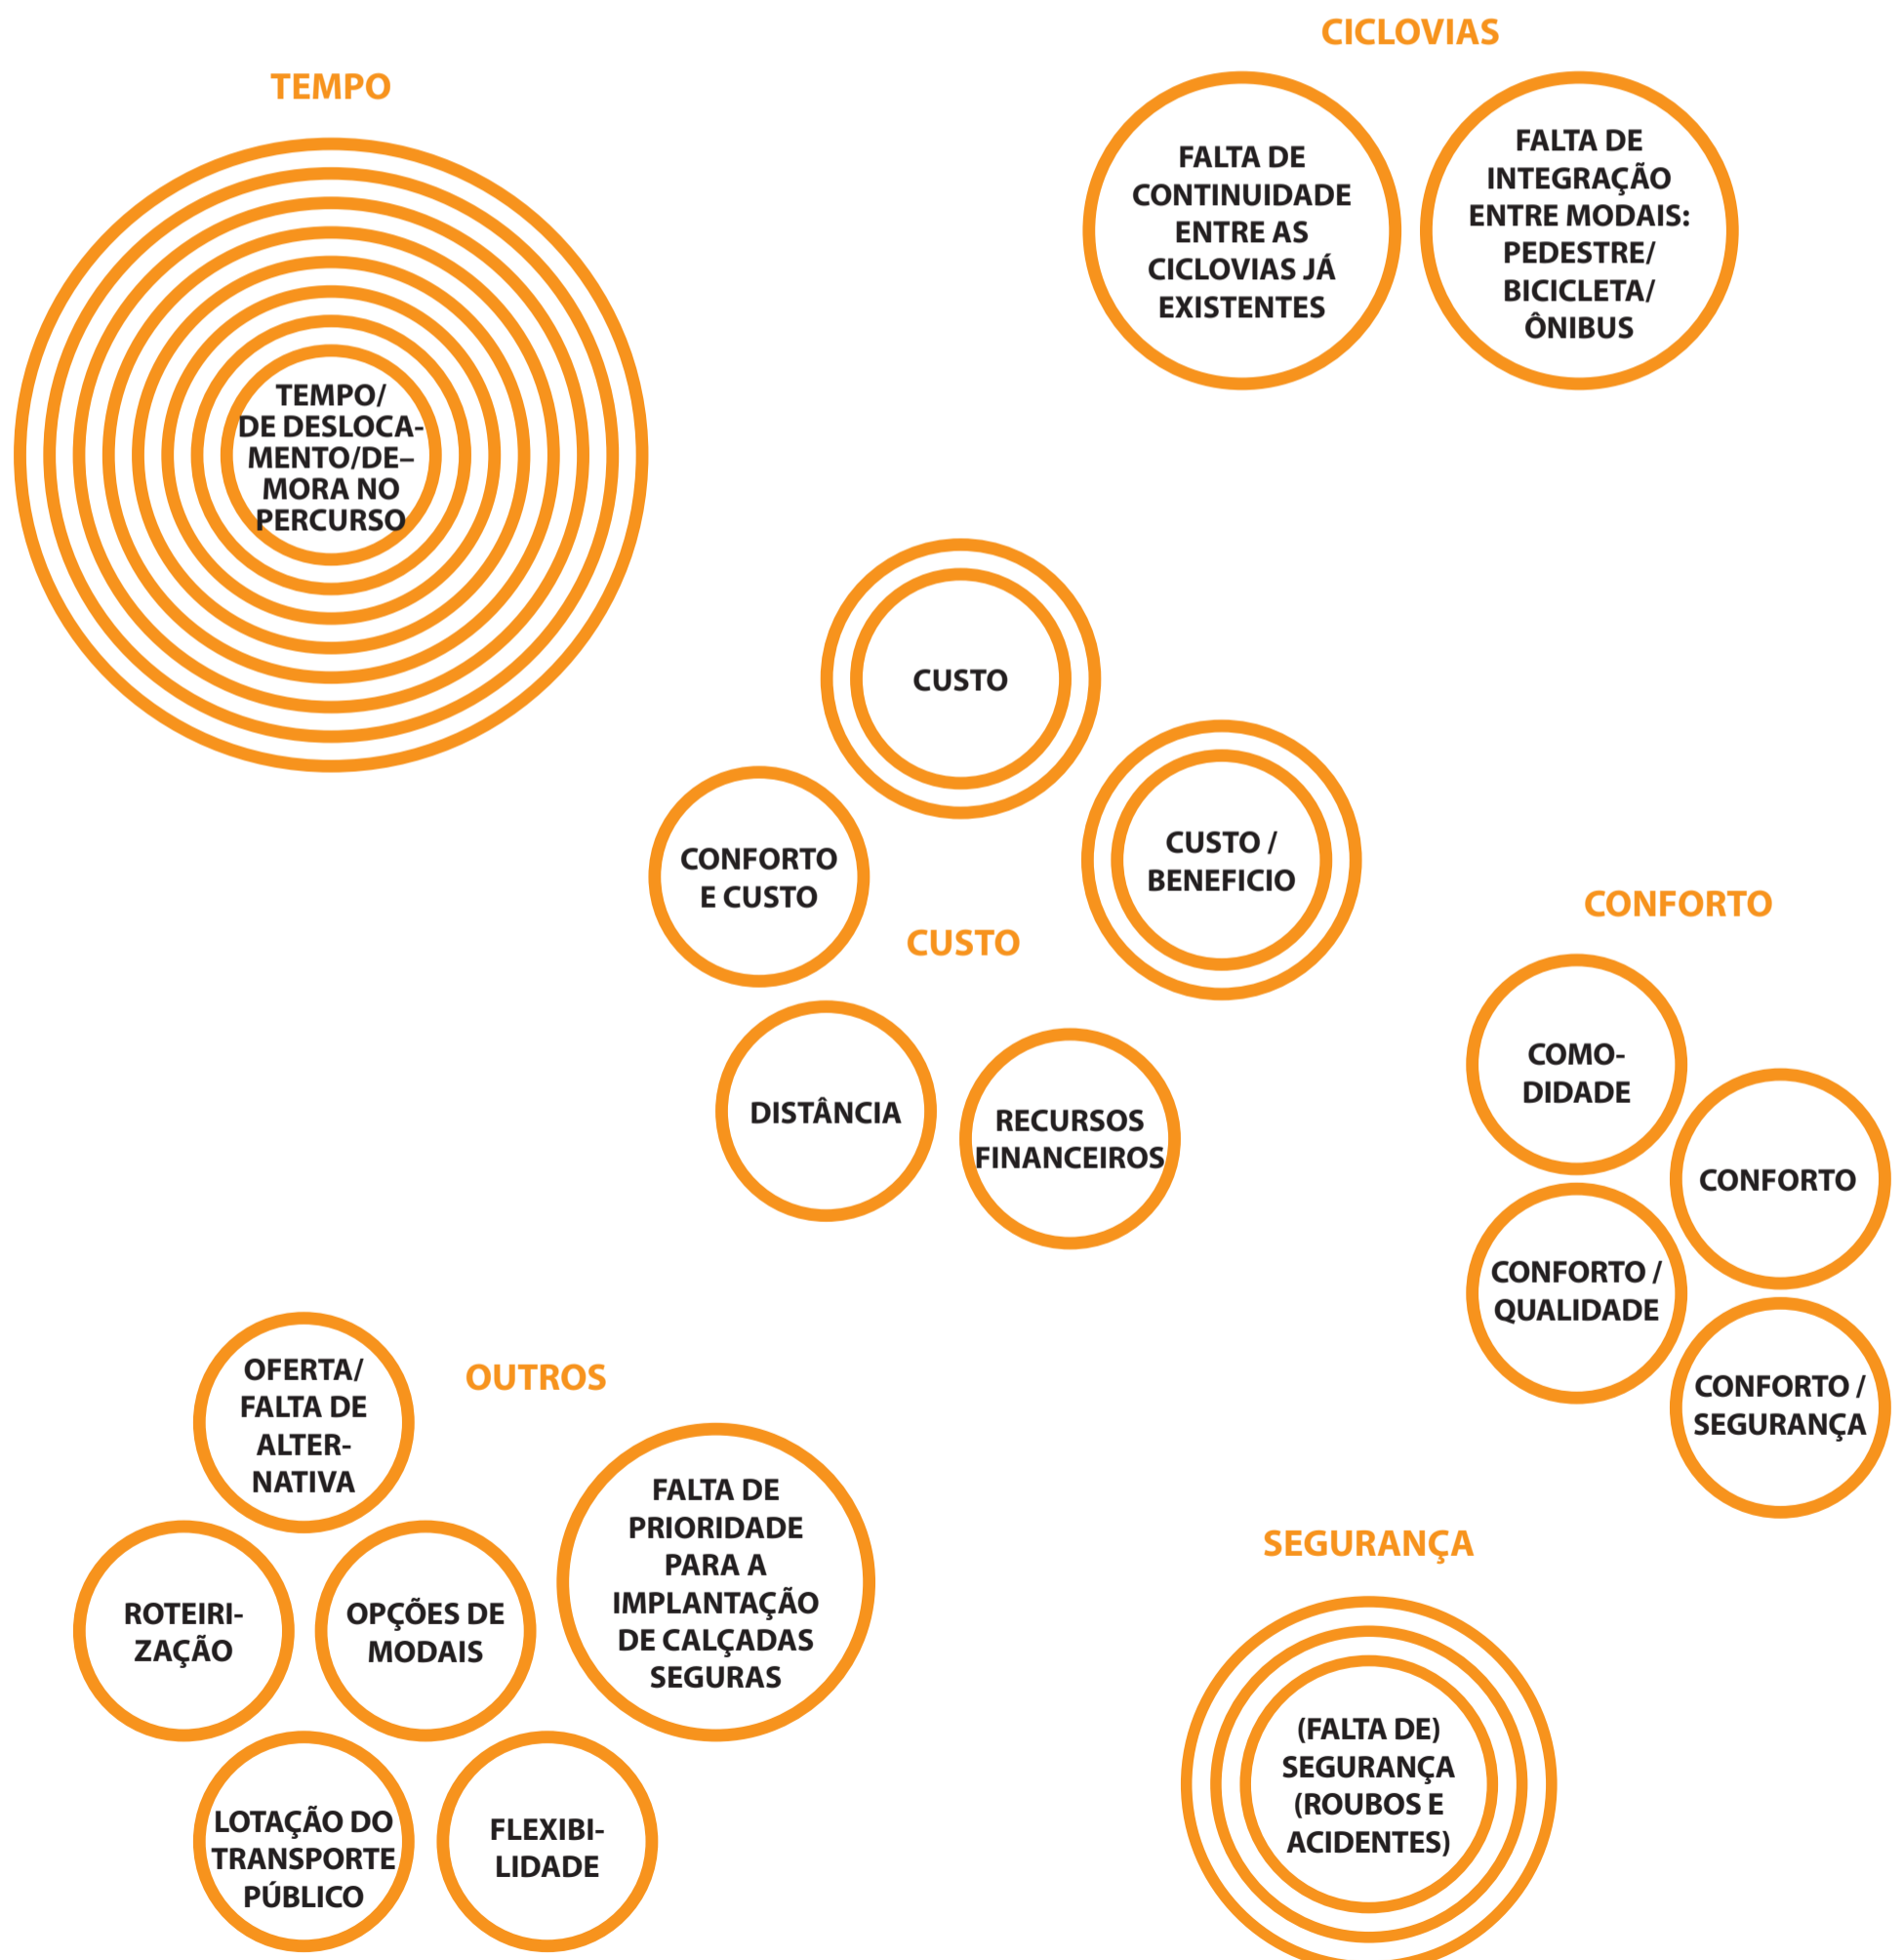 CICLOVIAS
FALTA DE
CONTINUIDADE
ENTRE AS
CICLOVIAS JÁ
EXISTENTES
FALTA DE
INTEGRAÇÃO
ENTRE MODAIS:
PEDESTRE/
BICICLETA/
ÔNIBUS
TEMPO
TEMPO/
DE DESLOCA-
MENTO/DE–
MORA NO
PERCURSO
CUSTO
CUSTO /
BENEFICIO
CONFORTO
E CUSTO
CUSTO
DISTÂNCIA
RECURSOS
FINANCEIROS
CONFORTO
COMO-
DIDADE
CONFORTO
CONFORTO /
QUALIDADE
CONFORTO /
SEGURANÇA
OUTROS
OFERTA/
FALTA DE
ALTER-
NATIVA
ROTEIRI-
ZAÇÃO
OPÇÕES DE
MODAIS
FALTA DE
PRIORIDADE
PARA A
IMPLANTAÇÃO
DE CALÇADAS
SEGURAS
LOTAÇÃO DO
TRANSPORTE
PÚBLICO
FLEXIBI-
LIDADE
SEGURANÇA
(FALTA DE)
SEGURANÇA
(ROUBOS E
ACIDENTES)